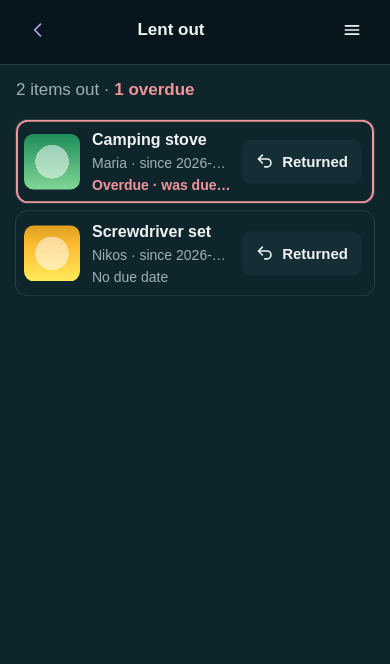 Lent out
2 items out · 1 overdue
Camping stove
Maria · since 2026-...
Overdue · was due...
Returned
Screwdriver set
Nikos · since 2026-...
No due date
Returned